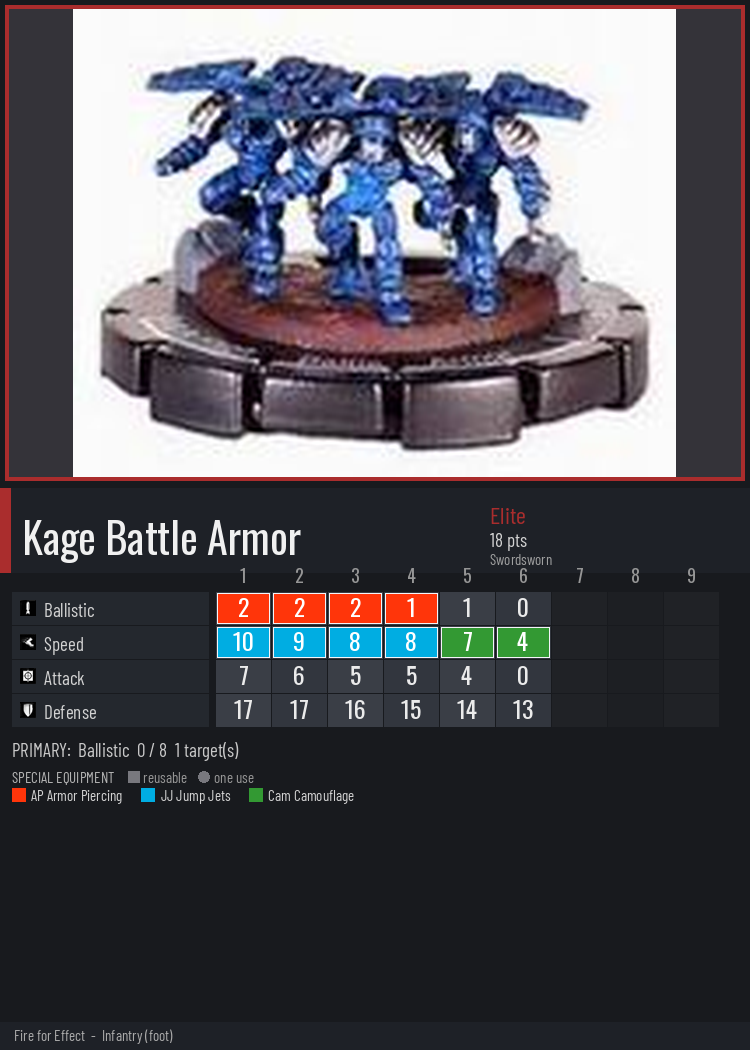 Kage Battle Armor
Elite
18 pts
Swordsworn
1 2 3 4 5 6 7 8 9
Ballistic 2 2 2 1 1 0
Speed 10 9 8 8 7 4
Attack 7 6 5 5 4 0
Defense 17 17 16 15 14 13
PRIMARY: Ballistic 0 / 8 1 target(s)
SPECIAL EQUIPMENT reusable one use
AP Armor Piercing JJ Jump Jets Cam Camouflage
Fire for Effect - Infantry (foot)